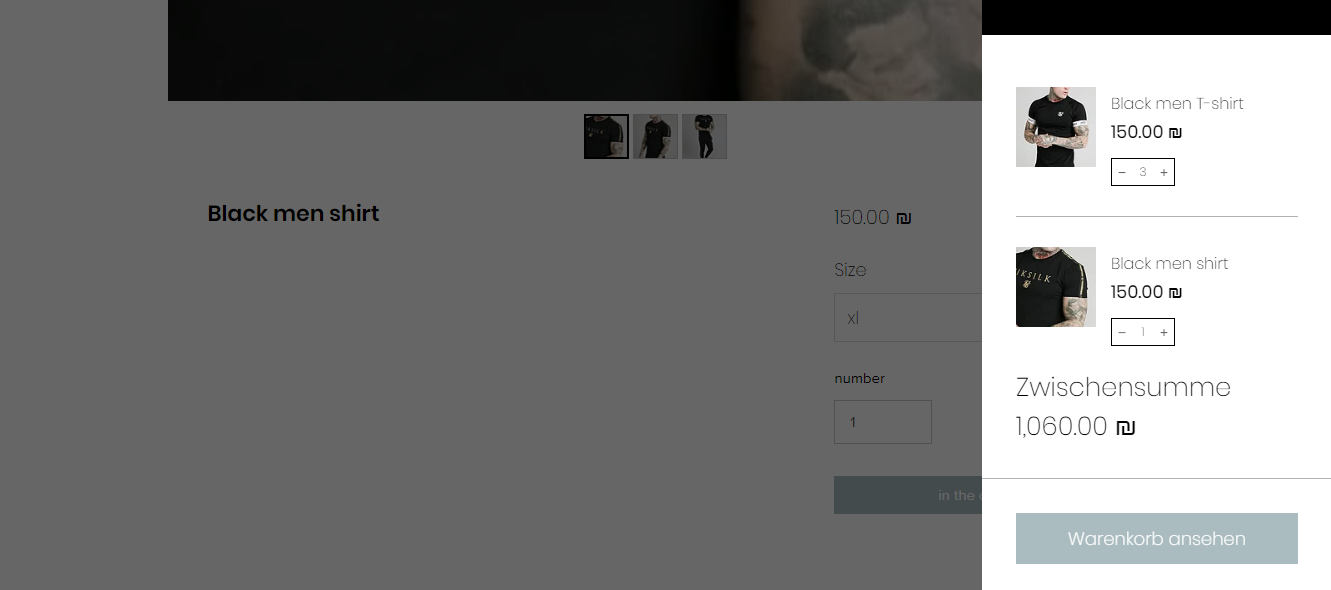 Black men shirt
150.00 ₪
Size
xl
number
1
in the
Black men T-shirt
150.00 ₪
− 3 +
IKSILK
Black men shirt
150.00 ₪
− 1 +
Zwischensumme
1,060.00 ₪
Warenkorb ansehen